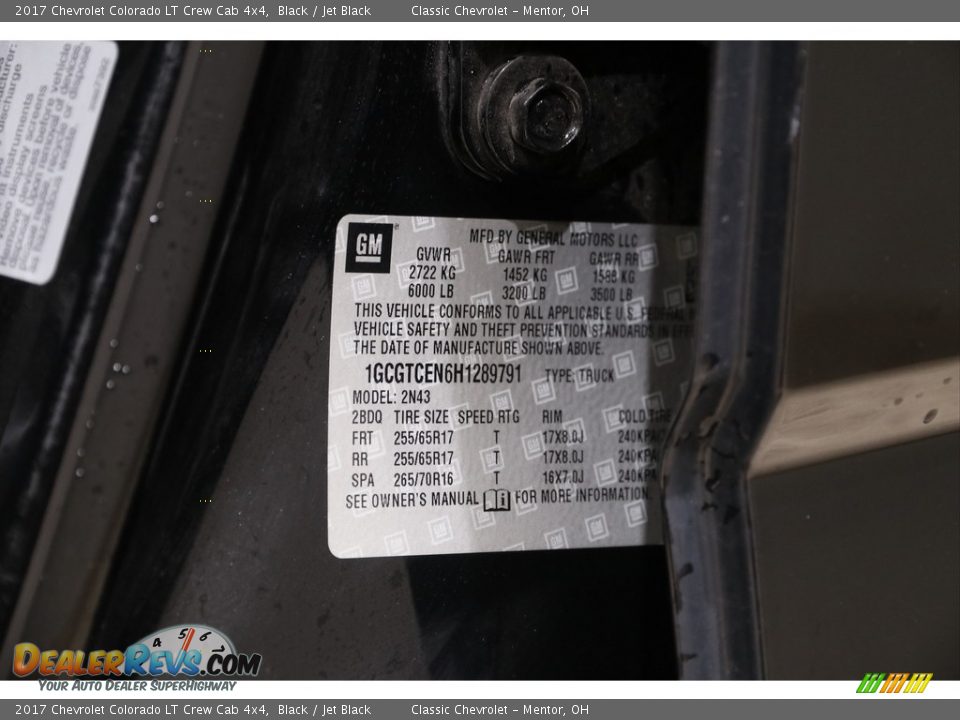 2017 Chevrolet Colorado LT Crew Cab 4x4, Black / Jet Black Classic Chevrolet – Mentor, OH
GM
MFD BY GENERAL MOTORS LLC
GVWR GAWR FRT GAWR RR
2722 KG 1452 KG 1588 KG
6000 LB 3200 LB 3500 LB
THIS VEHICLE CONFORMS TO ALL APPLICABLE U.S. FEDERAL
VEHICLE SAFETY AND THEFT PREVENTION STANDARDS IN
THE DATE OF MANUFACTURE SHOWN ABOVE.
1GCGTCEN6H1289791 TYPE: TRUCK
MODEL: 2N43
2BDQ TIRE SIZE SPEED RTG RIM COLD TIRE
FRT 255/65R17 T 17X8.0J 240KPA
RR 255/65R17 T 17X8.0J 240KPA
SPA 265/70R16 T 16X7.0J 240KPA
SEE OWNER'S MANUAL FOR MORE INFORMATION.
4 5 6
DealerRevs.com
Your Auto Dealer SuperHighway
2017 Chevrolet Colorado LT Crew Cab 4x4, Black / Jet Black Classic Chevrolet – Mentor, OH